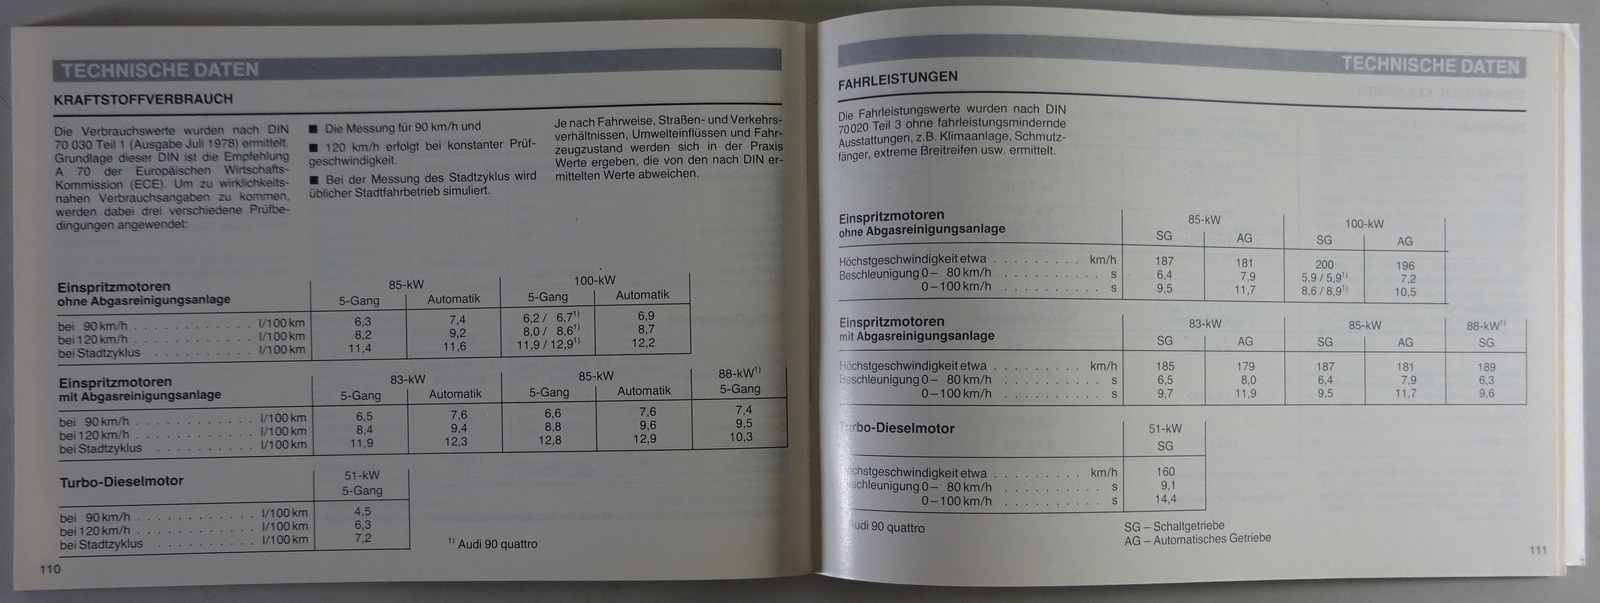 TECHNISCHE DATEN
KRAFTSTOFFVERBRAUCH
Die Verbrauchswerte wurden nach DIN
70 030 Teil 1 (Ausgabe Juli 1978) ermittelt.
Grundlage dieser DIN ist die Empfehlung
A 70 der Europäischen Wirtschafts-
Kommission (ECE). Um zu wirklichkeits-
nahen Verbrauchsangaben zu kommen,
werden dabei drei verschiedene Prüfbe-
dingungen angewendet:
■ Die Messung für 90 km/h und
■ 120 km/h erfolgt bei konstanter Prüf-
geschwindigkeit.
■ Bei der Messung des Stadtzyklus wird
üblicher Stadtfahrbetrieb simuliert.
Je nach Fahrweise, Straßen- und Verkehrs-
verhältnissen, Umwelteinflüssen und Fahr-
zeugzustand werden sich in der Praxis
Werte ergeben, die von den nach DIN er-
mittelten Werte abweichen.
Einspritzmotoren
ohne Abgasreinigungsanlage
85-kW 100-kW
5-Gang Automatik 5-Gang Automatik
bei 90 km/h . . . . . . . . . . . . l/100 km 6,3 7,4 6,2 / 6,7¹⁾ 6,9
bei 120 km/h . . . . . . . . . . . . l/100 km 8,2 9,2 8,0 / 8,6¹⁾ 8,7
bei Stadtzyklus . . . . . . . . . . l/100 km 11,4 11,6 11,9 / 12,9¹⁾ 12,2
Einspritzmotoren
mit Abgasreinigungsanlage
83-kW 85-kW 88-kW¹⁾
5-Gang Automatik 5-Gang Automatik 5-Gang
bei 90 km/h . . . . . . . . . . . . l/100 km 6,5 7,6 6,6 7,6 7,4
bei 120 km/h . . . . . . . . . . . . l/100 km 8,4 9,4 8,8 9,6 9,5
bei Stadtzyklus . . . . . . . . . . l/100 km 11,9 12,3 12,8 12,9 10,3
Turbo-Dieselmotor
51-kW
5-Gang
bei 90 km/h . . . . . . . . . . . . l/100 km 4,5
bei 120 km/h . . . . . . . . . . . . l/100 km 6,3
bei Stadtzyklus . . . . . . . . . . l/100 km 7,2
¹⁾ Audi 90 quattro
110
TECHNISCHE DATEN
FAHRLEISTUNGEN
Die Fahrleistungswerte wurden nach DIN
70 020 Teil 3 ohne fahrleistungsmindernde
Ausstattungen, z.B. Klimaanlage, Schmutz-
fänger, extreme Breitreifen usw. ermittelt.
Einspritzmotoren
ohne Abgasreinigungsanlage
85-kW 100-kW
SG AG SG AG
Höchstgeschwindigkeit etwa . . . . . . . . . km/h 187 181 200 196
Beschleunigung 0 – 80 km/h . . . . . . . . . . s 6,4 7,9 5,9 / 5,9¹⁾ 7,2
0 – 100 km/h . . . . . . . . . . s 9,5 11,7 8,6 / 8,9¹⁾ 10,5
Einspritzmotoren
mit Abgasreinigungsanlage
83-kW 85-kW 88-kW¹⁾
SG AG SG AG SG
Höchstgeschwindigkeit etwa . . . . . . . . . km/h 185 179 187 181 189
Beschleunigung 0 – 80 km/h . . . . . . . . . . s 6,5 8,0 6,4 7,9 6,3
0 – 100 km/h . . . . . . . . . . s 9,7 11,9 9,5 11,7 9,6
Turbo-Dieselmotor
51-kW
SG
Höchstgeschwindigkeit etwa . . . . . . . . . km/h 160
Beschleunigung 0 – 80 km/h . . . . . . . . . . s 9,1
0 – 100 km/h . . . . . . . . . . s 14,4
Audi 90 quattro
SG – Schaltgetriebe
AG – Automatisches Getriebe
111